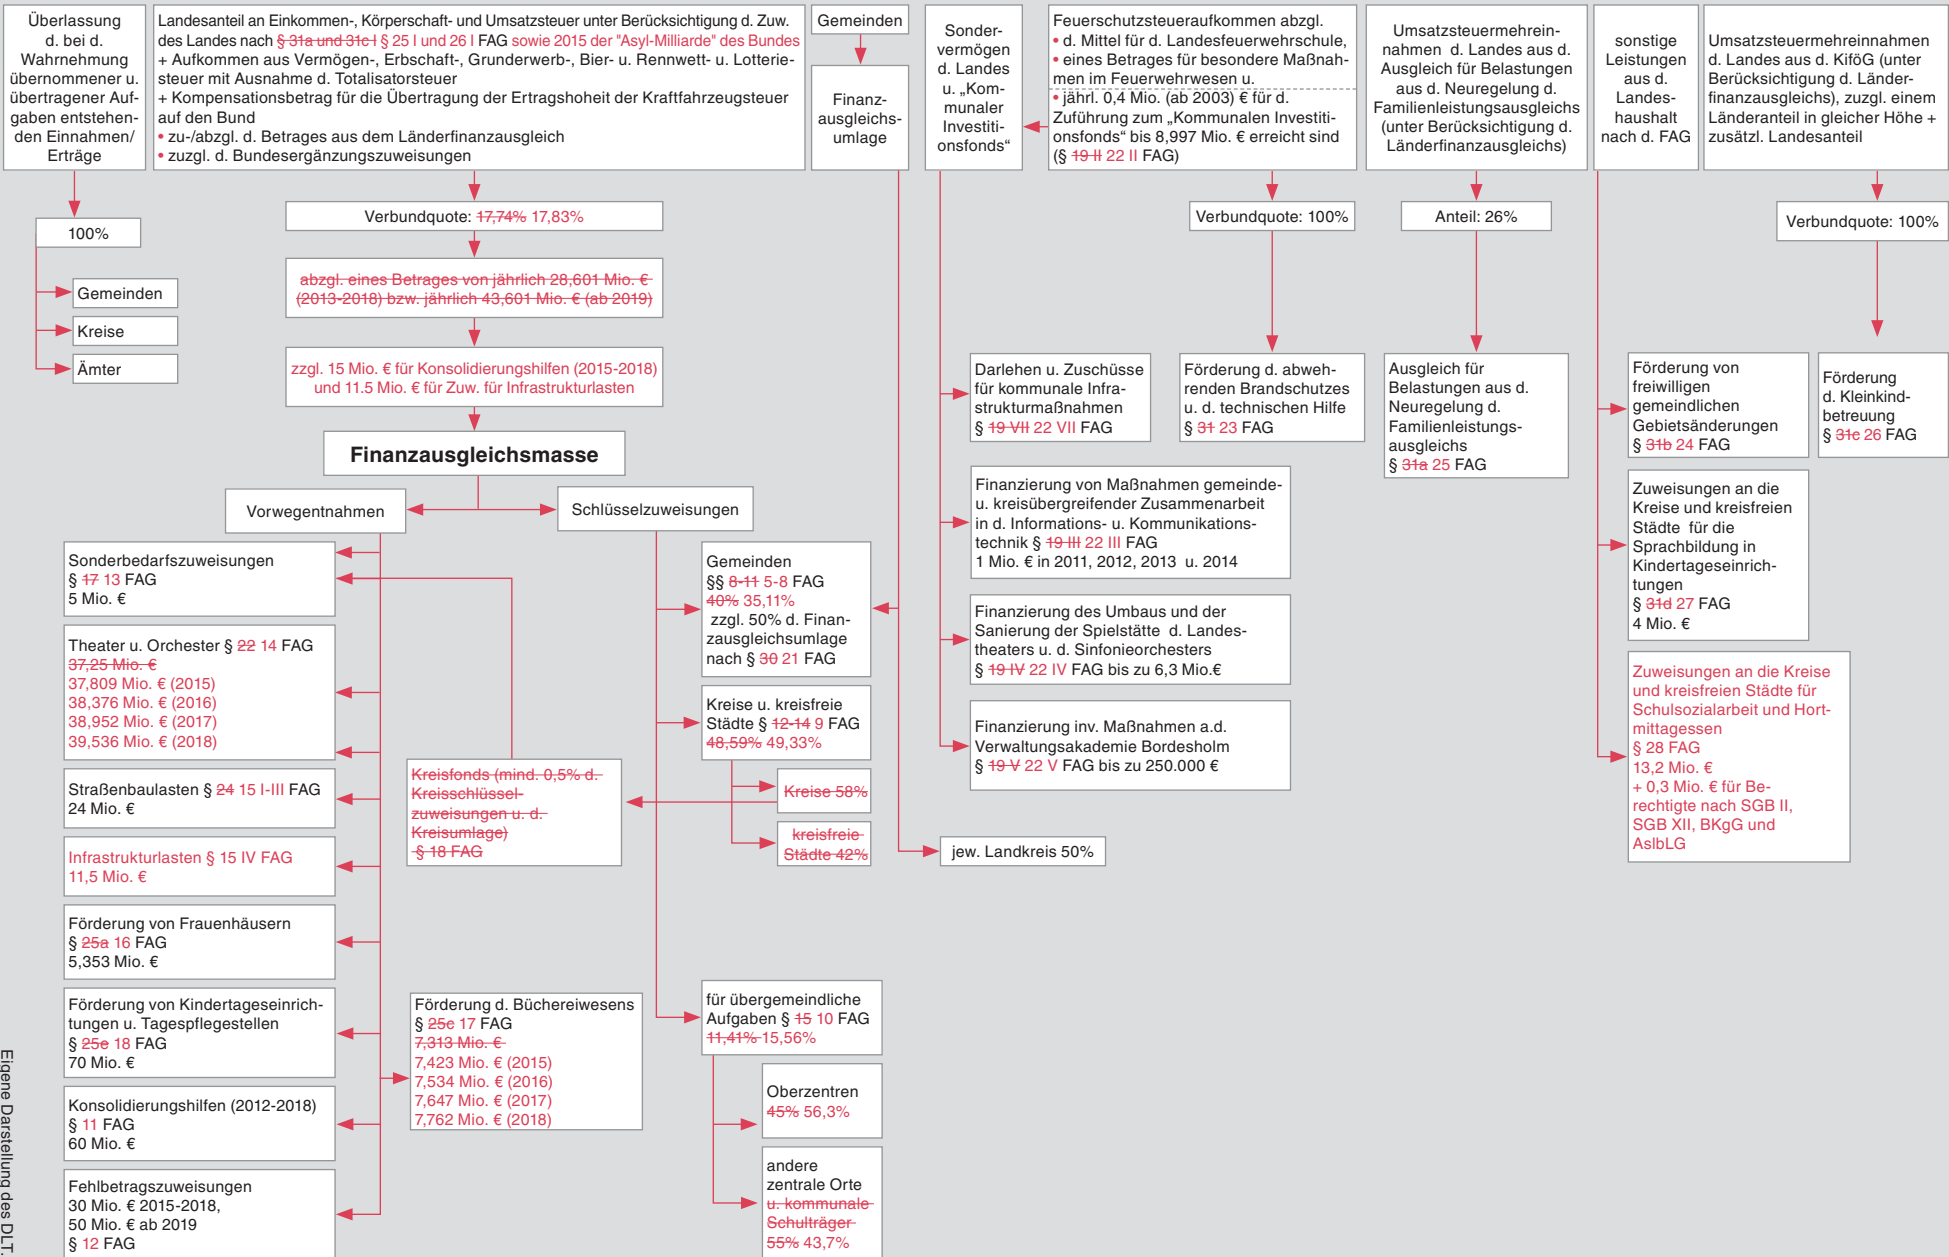 Überlassung
d. bei d.
Wahrnehmung
übernommener u.
übertragener Auf-
gaben entstehen-
den Einnahmen/
Erträge
100%
Gemeinden
Kreise
Ämter
Landesanteil an Einkommen-, Körperschaft- und Umsatzsteuer unter Berücksichtigung d. Zuw.
des Landes nach § 31a und 31c I § 25 I und 26 I FAG sowie 2015 der "Asyl-Milliarde" des Bundes
+ Aufkommen aus Vermögen-, Erbschaft-, Grunderwerb-, Bier- u. Rennwett- u. Lotterie-
steuer mit Ausnahme d. Totalisatorsteuer
+ Kompensationsbetrag für die Übertragung der Ertragshoheit der Kraftfahrzeugsteuer
auf den Bund
• zu-/abzgl. d. Betrages aus dem Länderfinanzausgleich
• zuzgl. d. Bundesergänzungszuweisungen
Verbundquote: 17,74% 17,83%
abzgl. eines Betrages von jährlich 28,601 Mio. €
(2013-2018) bzw. jährlich 43,601 Mio. € (ab 2019)
zzgl. 15 Mio. € für Konsolidierungshilfen (2015-2018)
und 11.5 Mio. € für Zuw. für Infrastrukturlasten
Finanzausgleichsmasse
Vorwegentnahmen
Schlüsselzuweisungen
Sonderbedarfszuweisungen
§ 17 13 FAG
5 Mio. €
Theater u. Orchester § 22 14 FAG
37,25 Mio. €
37,809 Mio. € (2015)
38,376 Mio. € (2016)
38,952 Mio. € (2017)
39,536 Mio. € (2018)
Straßenbaulasten § 24 15 I-III FAG
24 Mio. €
Infrastrukturlasten § 15 IV FAG
11,5 Mio. €
Förderung von Frauenhäusern
§ 25a 16 FAG
5,353 Mio. €
Förderung von Kindertageseinrich-
tungen u. Tagespflegestellen
§ 25e 18 FAG
70 Mio. €
Konsolidierungshilfen (2012-2018)
§ 11 FAG
60 Mio. €
Fehlbetragszuweisungen
30 Mio. € 2015-2018,
50 Mio. € ab 2019
§ 12 FAG
Kreisfonds (mind. 0,5% d.
Kreisschlüssel-
zuweisungen u. d.
Kreisumlage)
§ 18 FAG
Förderung d. Büchereiwesens
§ 25c 17 FAG
7,313 Mio. €
7,423 Mio. € (2015)
7,534 Mio. € (2016)
7,647 Mio. € (2017)
7,762 Mio. € (2018)
Gemeinden
§§ 8-11 5-8 FAG
40% 35,11%
zzgl. 50% d. Finan-
zausgleichsumlage
nach § 30 21 FAG
Kreise u. kreisfreie
Städte § 12-14 9 FAG
48,59% 49,33%
Kreise 58%
kreisfreie
Städte 42%
für übergemeindliche
Aufgaben § 15 10 FAG
11,41% 15,56%
Oberzentren
45% 56,3%
andere
zentrale Orte
u. kommunale
Schulträger
55% 43,7%
Gemeinden
Finanz-
ausgleichs-
umlage
jew. Landkreis 50%
Sonder-
vermögen
d. Landes
u. „Kom-
munaler
Investiti-
onsfonds“
Darlehen u. Zuschüsse
für kommunale Infra-
strukturmaßnahmen
§ 19 VII 22 VII FAG
Finanzierung von Maßnahmen gemeinde-
u. kreisübergreifender Zusammenarbeit
in d. Informations- u. Kommunikations-
technik § 19 III 22 III FAG
1 Mio. € in 2011, 2012, 2013 u. 2014
Finanzierung des Umbaus und der
Sanierung der Spielstätte d. Landes-
theaters u. d. Sinfonieorchesters
§ 19 IV 22 IV FAG bis zu 6,3 Mio.€
Finanzierung inv. Maßnahmen a.d.
Verwaltungsakademie Bordesholm
§ 19 V 22 V FAG bis zu 250.000 €
Feuerschutzsteueraufkommen abzgl.
• d. Mittel für d. Landesfeuerwehrschule,
• eines Betrages für besondere Maßnah-
men im Feuerwehrwesen u.
• jährl. 0,4 Mio. (ab 2003) € für d.
Zuführung zum „Kommunalen Investiti-
onsfonds“ bis 8,997 Mio. € erreicht sind
(§ 19 II 22 II FAG)
Verbundquote: 100%
Förderung d. abweh-
renden Brandschutzes
u. d. technischen Hilfe
§ 31 23 FAG
Umsatzsteuermehrein-
nahmen d. Landes aus d.
Ausgleich für Belastungen
aus d. Neuregelung d.
Familienleistungsausgleichs
(unter Berücksichtigung d.
Länderfinanzausgleichs)
Anteil: 26%
Ausgleich für
Belastungen aus d.
Neuregelung d.
Familienleistungs-
ausgleichs
§ 31a 25 FAG
sonstige
Leistungen
aus d.
Landes-
haushalt
nach d. FAG
Förderung von
freiwilligen
gemeindlichen
Gebietsänderungen
§ 31b 24 FAG
Zuweisungen an die
Kreise und kreisfreien
Städte für die
Sprachbildung in
Kindertageseinrich-
tungen
§ 31d 27 FAG
4 Mio. €
Zuweisungen an die Kreise
und kreisfreien Städte für
Schulsozialarbeit und Hort-
mittagessen
§ 28 FAG
13,2 Mio. €
+ 0,3 Mio. € für Be-
rechtigte nach SGB II,
SGB XII, BKgG und
AslbLG
Umsatzsteuermehreinnahmen
d. Landes aus d. KiföG (unter
Berücksichtigung d. Länder-
finanzausgleichs), zuzgl. einem
Länderanteil in gleicher Höhe +
zusätzl. Landesanteil
Verbundquote: 100%
Förderung
d. Kleinkind-
betreuung
§ 31c 26 FAG
Eigene Darstellung des DLT.